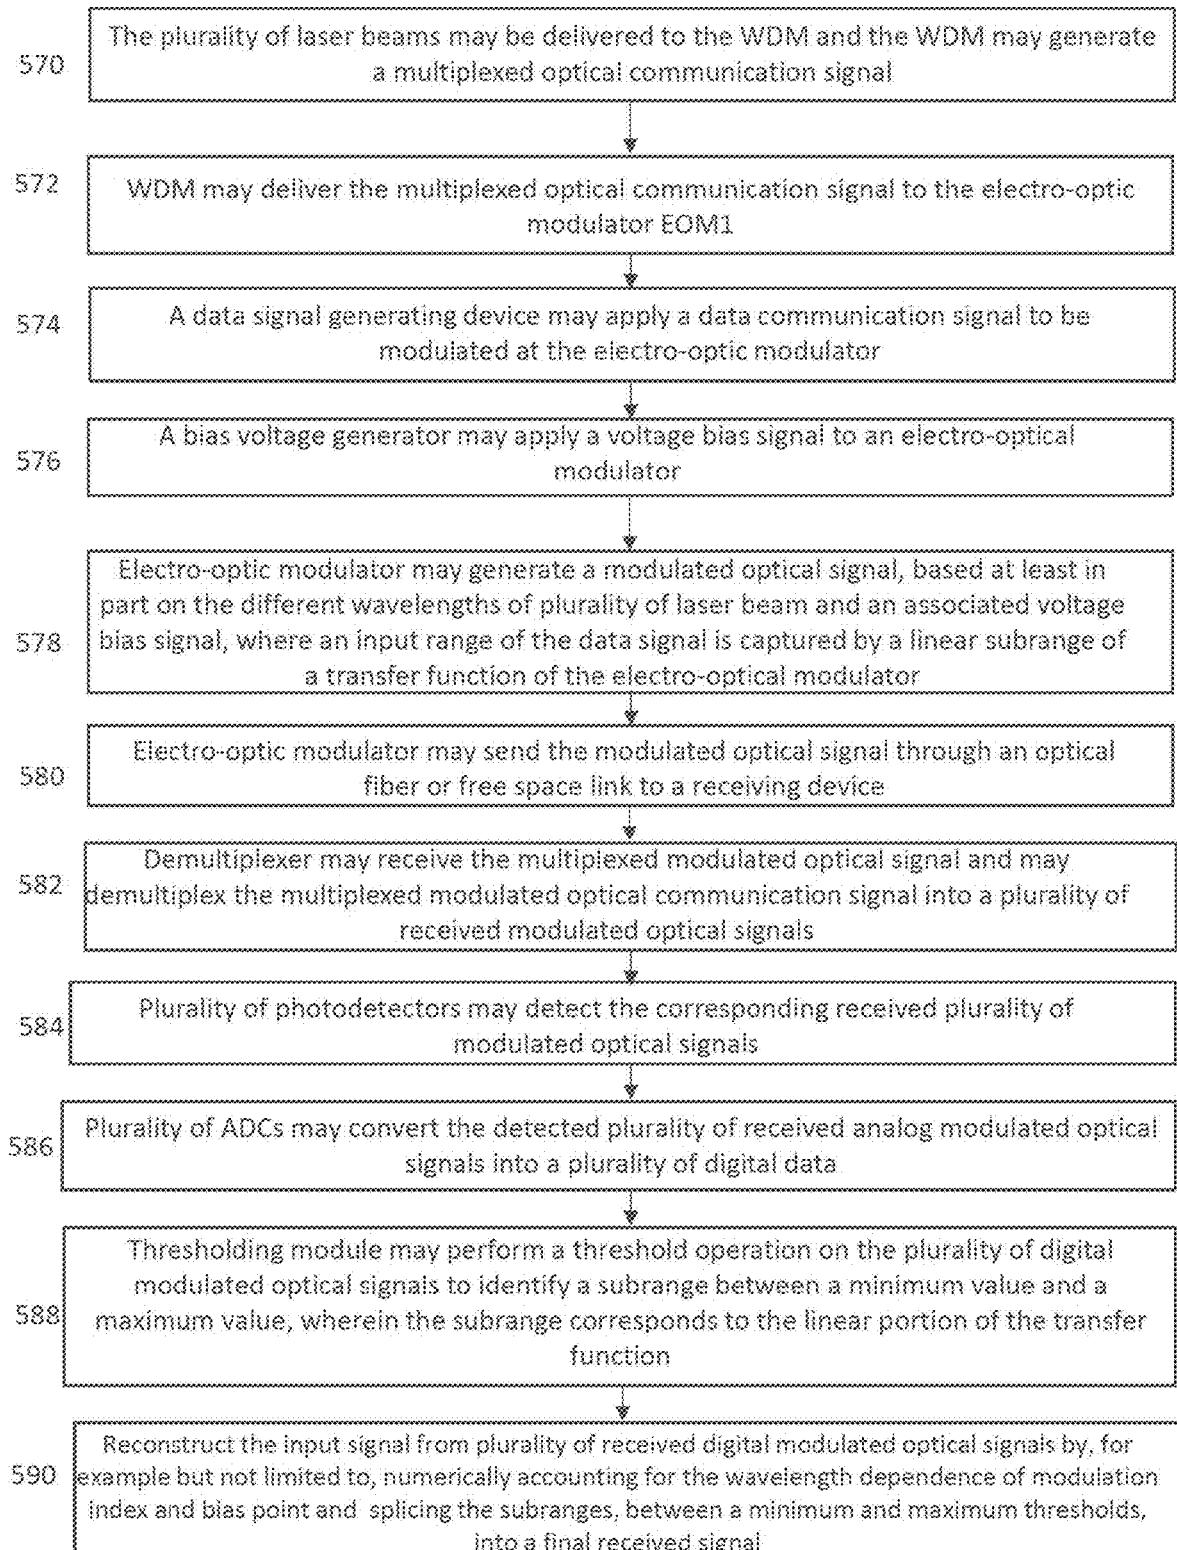 The plurality of laser beams may be delivered to the WDM and the WDM may generate
570
a multiplexed optical communication signal
572
WDM may deliver the multiplexed optical communication signal to the electro-optic
modulator EOM1
574
A data signal generating device may apply a data communication signal to be
modulated at the electro-optic modulator
576
A bias voltage generator may apply a voltage bias signal to an electro-optical
modulator
578
Electro-optic modulator may generate a modulated optical signal, based at least in
part on the different wavelengths of plurality of laser beam and an associated voltage
bias signal, where an input range of the data signal is captured by a linear subrange of
a transfer function of the electro-optical modulator
580
Electro-optic modulator may send the modulated optical signal through an optical
fiber or free space link to a receiving device
582
Demultiplexer may receive the multiplexed modulated optical signal and may
demultiplex the multiplexed modulated optical communication signal into a plurality of
received modulated optical signals
584
Plurality of photodetectors may detect the corresponding received plurality of
modulated optical signals
586
Plurality of ADCs may convert the detected plurality of received analog modulated optical
signals into a plurality of digital data
588
Thresholding module may perform a threshold operation on the plurality of digital
modulated optical signals to identify a subrange between a minimum value and a
maximum value, wherein the subrange corresponds to the linear portion of the transfer
function
590
Reconstruct the input signal from plurality of received digital modulated optical signals by, for
example but not limited to, numerically accounting for the wavelength dependence of modulation
index and bias point and splicing the subranges, between a minimum and maximum thresholds,
into a final received signal